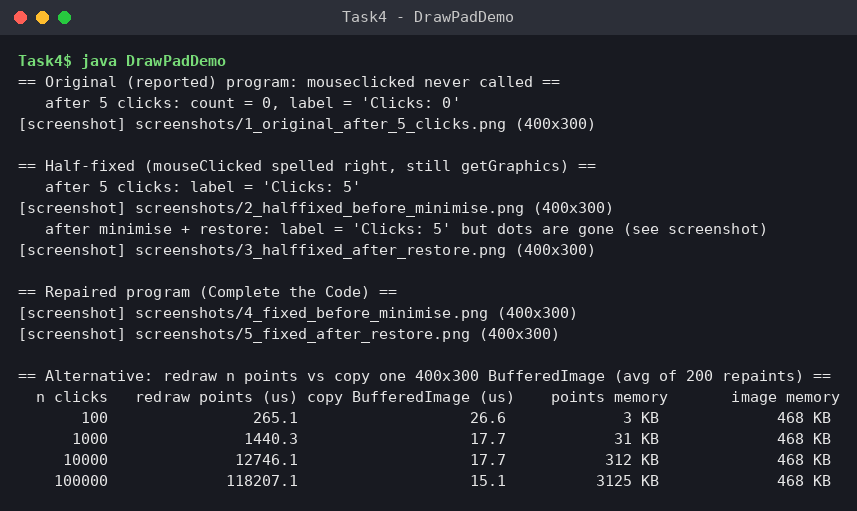 Task4 - DrawPadDemo
Task4$ java DrawPadDemo
== Original (reported) program: mouseclicked never called ==
   after 5 clicks: count = 0, label = 'Clicks: 0'
[screenshot] screenshots/1_original_after_5_clicks.png (400x300)

== Half-fixed (mouseClicked spelled right, still getGraphics) ==
   after 5 clicks: label = 'Clicks: 5'
[screenshot] screenshots/2_halffixed_before_minimise.png (400x300)
   after minimise + restore: label = 'Clicks: 5' but dots are gone (see screenshot)
[screenshot] screenshots/3_halffixed_after_restore.png (400x300)

== Repaired program (Complete the Code) ==
[screenshot] screenshots/4_fixed_before_minimise.png (400x300)
[screenshot] screenshots/5_fixed_after_restore.png (400x300)

== Alternative: redraw n points vs copy one 400x300 BufferedImage (avg of 200 repaints) ==
  n clicks   redraw points (us) copy BufferedImage (us)    points memory       image memory
       100                265.1                   26.6             3 KB             468 KB
      1000               1440.3                   17.7            31 KB             468 KB
     10000              12746.1                   17.7           312 KB             468 KB
    100000             118207.1                   15.1          3125 KB             468 KB